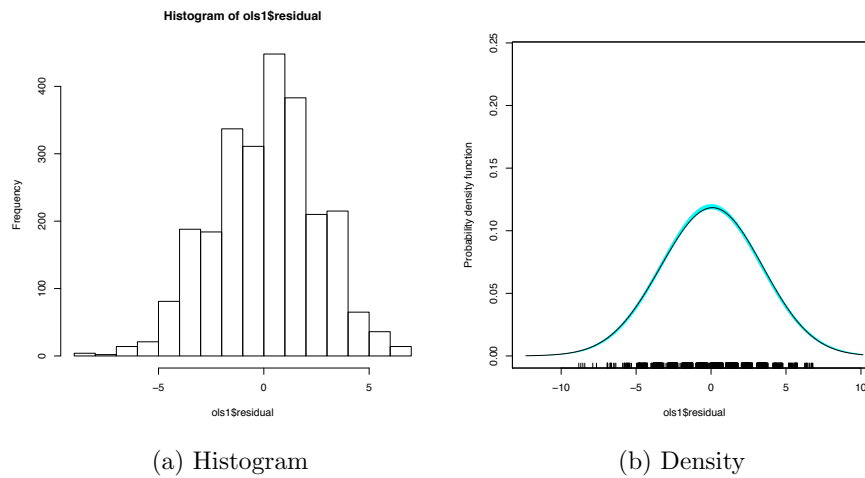 Histogram of ols1$residual
Frequency
0
100
200
300
400
−5
0
5
ols1$residual
(a) Histogram
Probability density function
0.00
0.05
0.10
0.15
0.20
0.25
−10
−5
0
5
10
ols1$residual
(b) Density